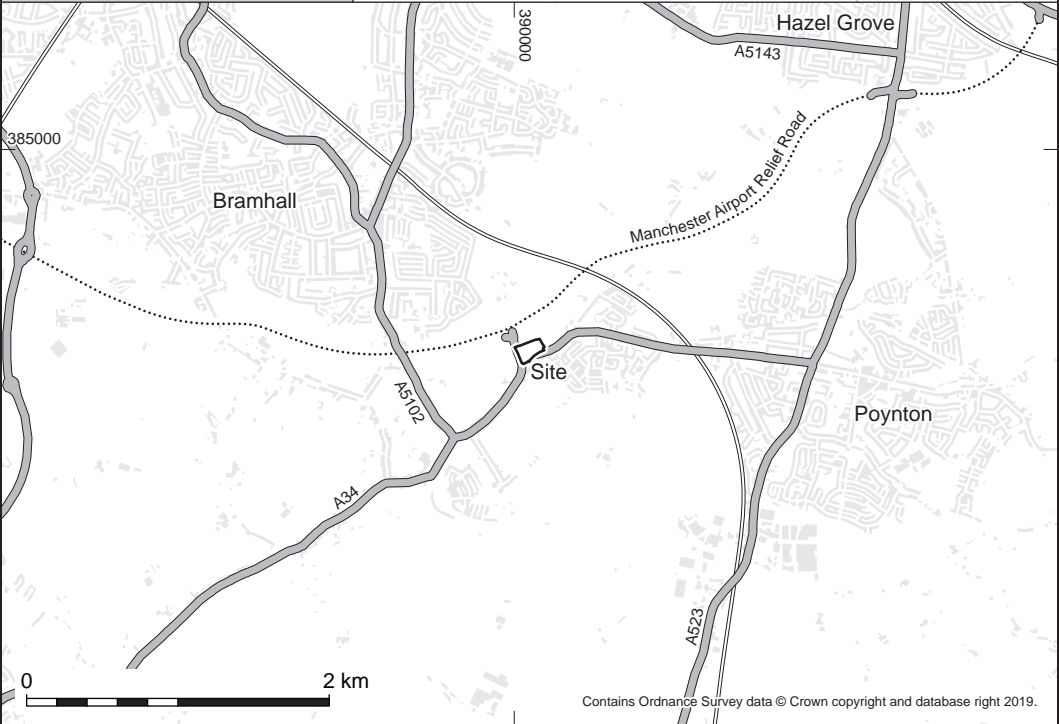 Hazel Grove
390000
A5143
385000
Manchester Airport Relief Road
Bramhall
Site
A5102
Poynton
A34
A523
0
2 km
Contains Ordnance Survey data © Crown copyright and database right 2019.